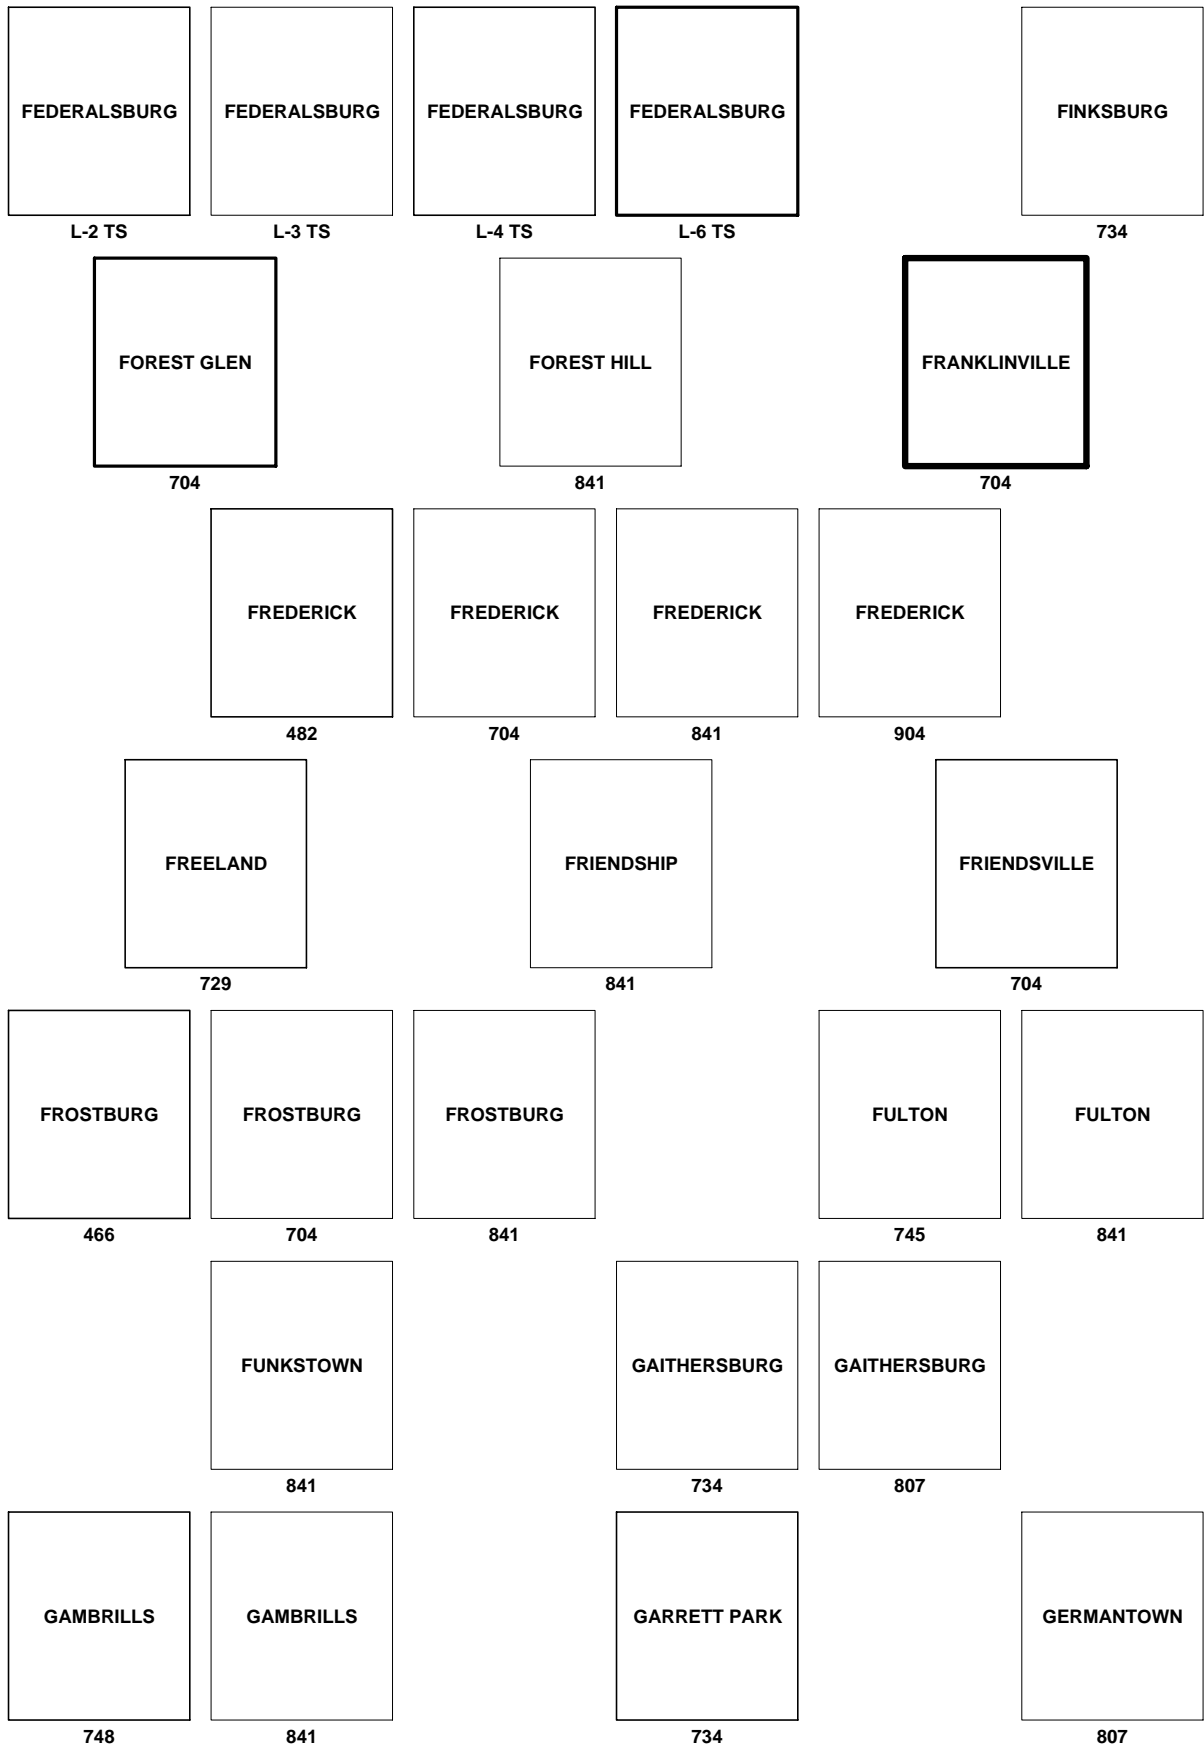 FEDERALSBURG FEDERALSBURG FEDERALSBURG FEDERALSBURG FINKSBURG
L-2 TS L-3 TS L-4 TS L-6 TS 734
FOREST GLEN FOREST HILL FRANKLINVILLE
704 841 704
FREDERICK FREDERICK FREDERICK FREDERICK
482 704 841 904
FREELAND FRIENDSHIP FRIENDSVILLE
729 841 704
FROSTBURG FROSTBURG FROSTBURG FULTON FULTON
466 704 841 745 841
FUNKSTOWN GAITHERSBURG GAITHERSBURG
841 734 807
GAMBRILLS GAMBRILLS GARRETT PARK GERMANTOWN
748 841 734 807